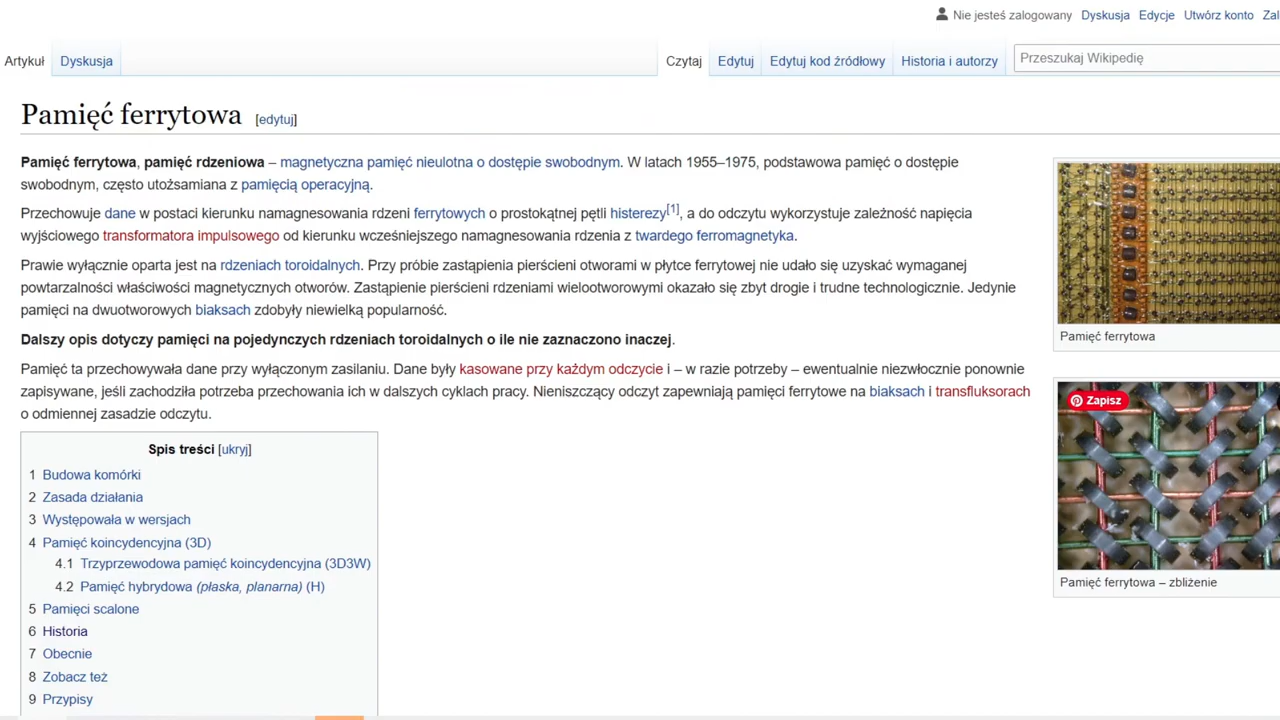 Nie jesteś zalogowany Dyskusja Edycje Utwórz konto
Artykuł Dyskusja Czytaj Edytuj Edytuj kod źródłowy Historia i autorzy Przeszukaj Wikipedię
Pamięć ferrytowa [edytuj]
Pamięć ferrytowa, pamięć rdzeniowa – magnetyczna pamięć nieulotna o dostępie swobodnym. W latach 1955–1975, podstawowa pamięć o dostępie
swobodnym, często utożsamiana z pamięcią operacyjną.
Przechowuje dane w postaci kierunku namagnesowania rdzeni ferrytowych o prostokątnej pętli histerezy[1], a do odczytu wykorzystuje zależność napięcia
wyjściowego transformatora impulsowego od kierunku wcześniejszego namagnesowania rdzenia z twardego ferromagnetyka.
Prawie wyłącznie oparta jest na rdzeniach toroidalnych. Przy próbie zastąpienia pierścieni otworami w płytce ferrytowej nie udało się uzyskać wymaganej
powtarzalności właściwości magnetycznych otworów. Zastąpienie pierścieni rdzeniami wielootworowymi okazało się zbyt drogie i trudne technologicznie. Jedynie
pamięci na dwuotworowych biaksach zdobyły niewielką popularność.
Dalszy opis dotyczy pamięci na pojedynczych rdzeniach toroidalnych o ile nie zaznaczono inaczej.
Pamięć ta przechowywała dane przy wyłączonym zasilaniu. Dane były kasowane przy każdym odczycie i – w razie potrzeby – ewentualnie niezwłocznie ponownie
zapisywane, jeśli zachodziła potrzeba przechowania ich w dalszych cyklach pracy. Nieniszczący odczyt zapewniają pamięci ferrytowe na biaksach i transfluksorach
o odmiennej zasadzie odczytu.
Spis treści [ukryj]
1 Budowa komórki
2 Zasada działania
3 Występowała w wersjach
4 Pamięć koincydencyjna (3D)
4.1 Trzyprzewodowa pamięć koincydencyjna (3D3W)
4.2 Pamięć hybrydowa (płaska, planarna) (H)
5 Pamięci scalone
6 Historia
7 Obecnie
8 Zobacz też
9 Przypisy
Pamięć ferrytowa
Zapisz
Pamięć ferrytowa – zbliżenie